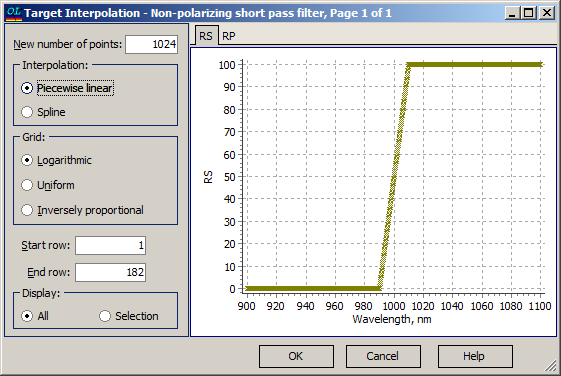 OL Target Interpolation - Non-polarizing short pass filter, Page 1 of 1
New number of points: 1024
Interpolation:
Piecewise linear
Spline
Grid:
Logarithmic
Uniform
Inversely proportional
Start row: 1
End row: 182
Display:
All Selection
RS RP
100
90
80
70
60
50
40
30
20
10
0
RS
900 920 940 960 980 1000 1020 1040 1060 1080 1100
Wavelength, nm
OK Cancel Help